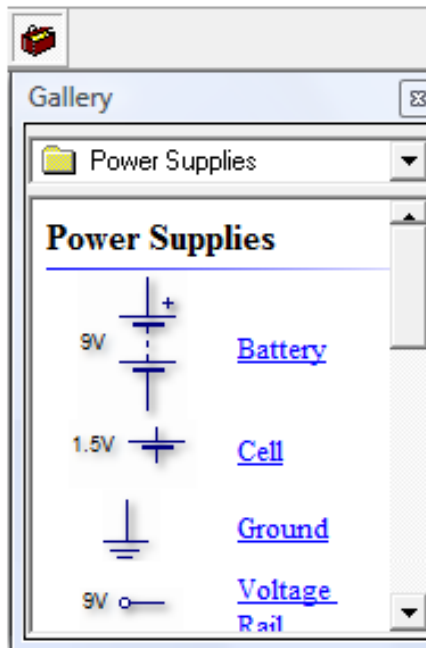 Gallery
Power Supplies
Power Supplies
+
9V
Battery
1.5V
Cell
Ground
9V
Voltage
Rail